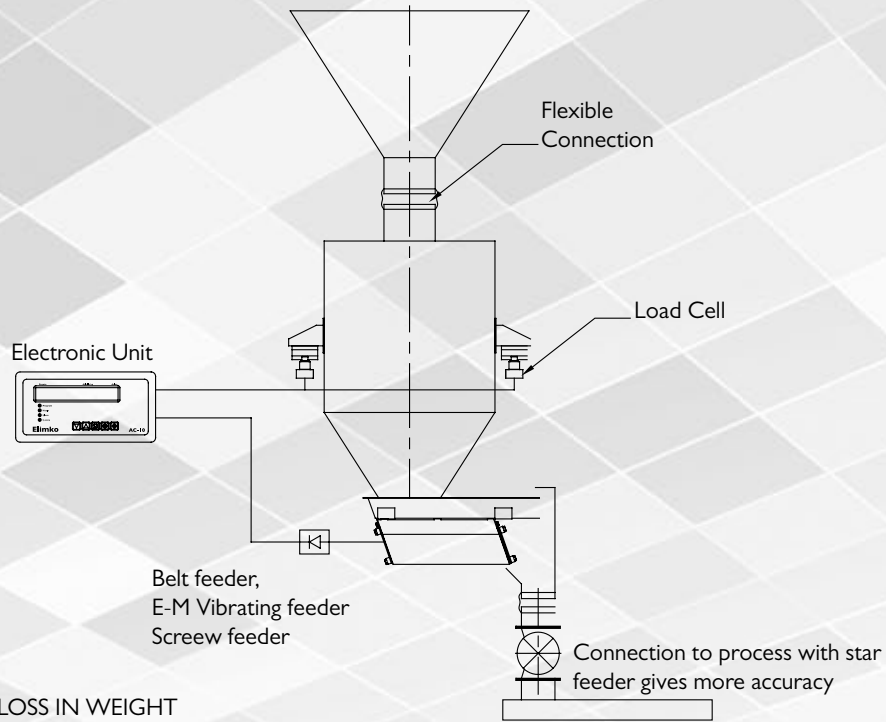 Flexible
Connection
Load Cell
Electronic Unit
Elimko
AC-10
Belt feeder,
E-M Vibrating feeder
Screew feeder
Connection to process with star
feeder gives more accuracy
LOSS IN WEIGHT